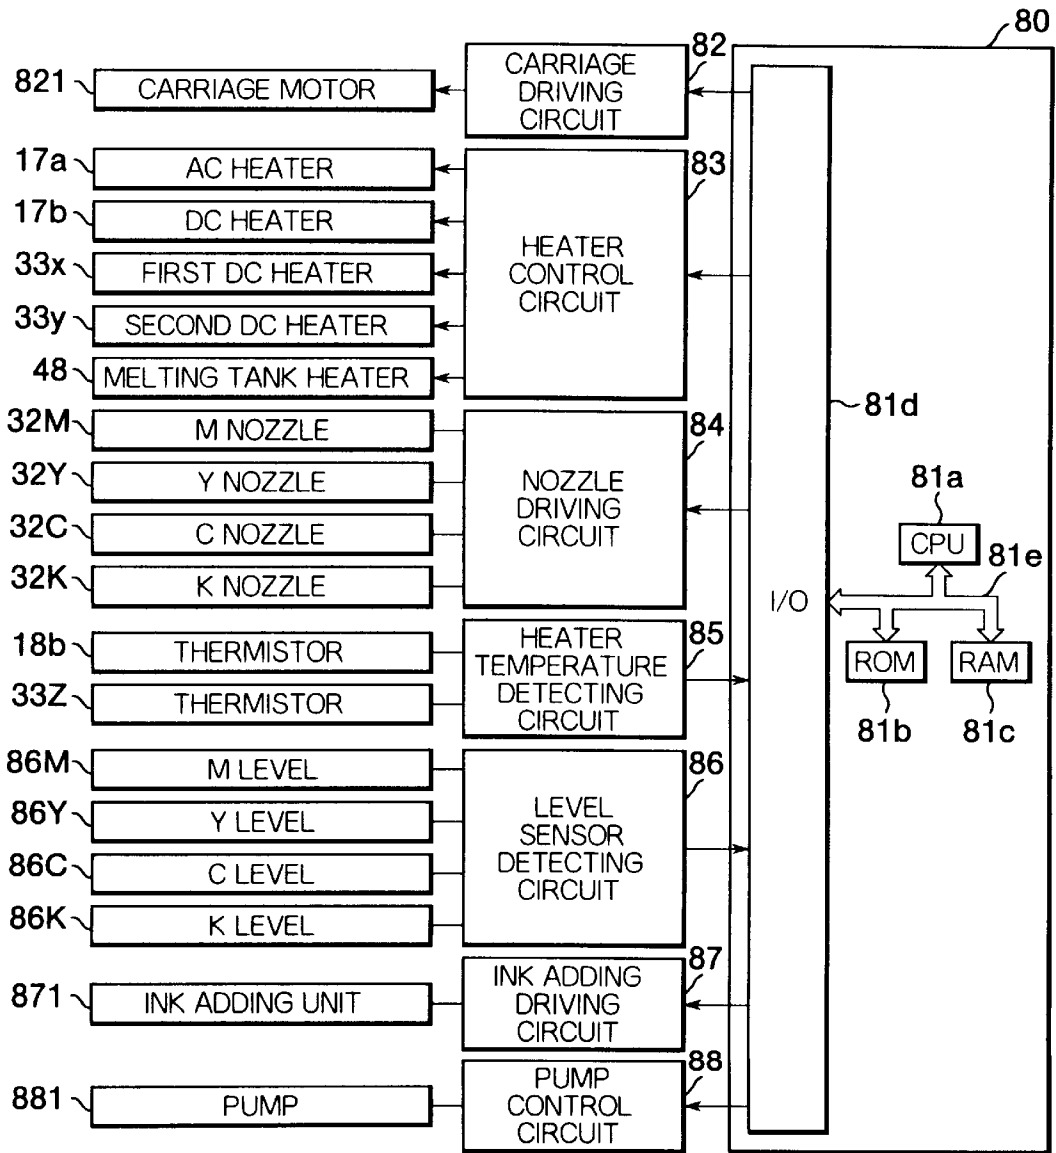 80
821
CARRIAGE MOTOR
CARRIAGE
DRIVING
CIRCUIT
82
17a
AC HEATER
17b
DC HEATER
33x
FIRST DC HEATER
33y
SECOND DC HEATER
48
MELTING TANK HEATER
HEATER
CONTROL
CIRCUIT
83
32M
M NOZZLE
32Y
Y NOZZLE
32C
C NOZZLE
32K
K NOZZLE
NOZZLE
DRIVING
CIRCUIT
84
18b
THERMISTOR
33Z
THERMISTOR
HEATER
TEMPERATURE
DETECTING
CIRCUIT
85
86M
M LEVEL
86Y
Y LEVEL
86C
C LEVEL
86K
K LEVEL
LEVEL
SENSOR
DETECTING
CIRCUIT
86
871
INK ADDING UNIT
INK ADDING
DRIVING
CIRCUIT
87
881
PUMP
PUMP
CONTROL
CIRCUIT
88
I/O
81d
81a
CPU
81e
ROM
RAM
81b
81c